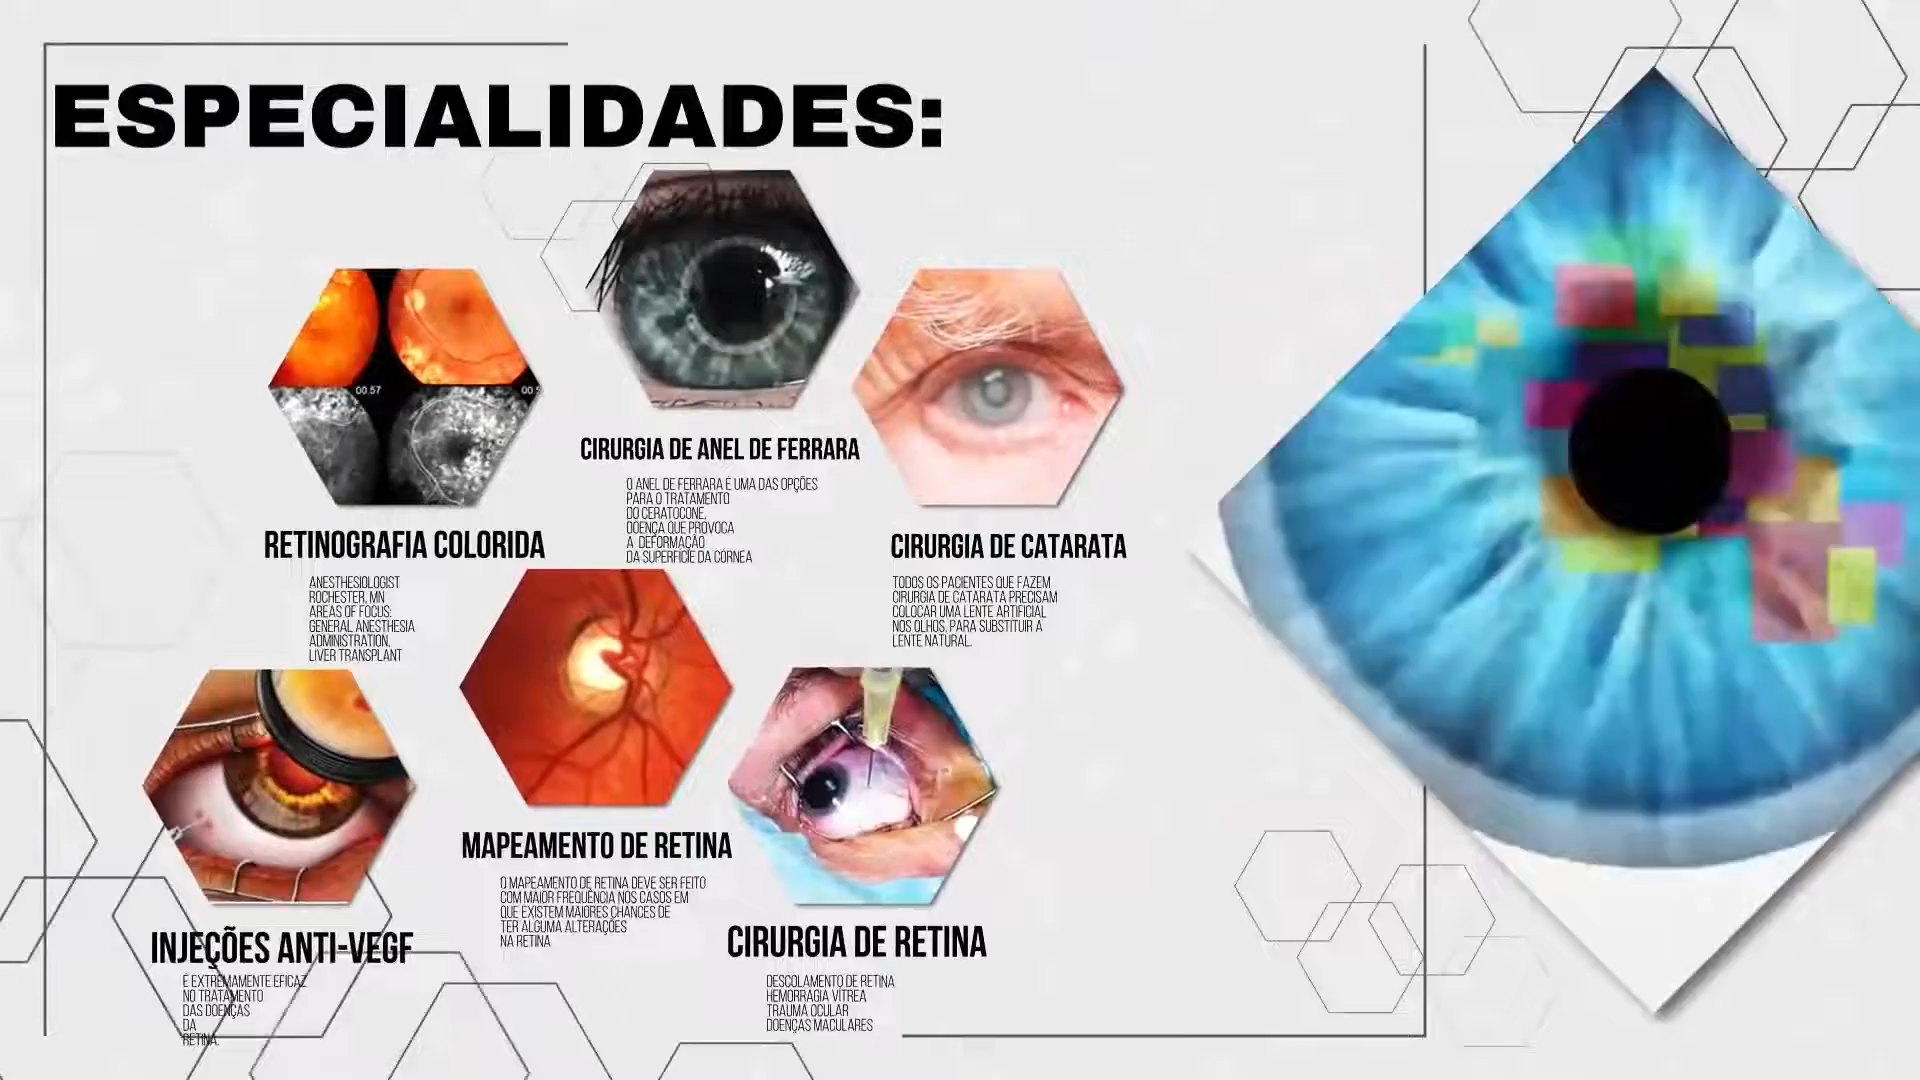 ESPECIALIDADES:
CIRURGIA DE ANEL DE FERRARA
O ANEL DE FERRARA É UMA DAS OPÇÕES
PARA O TRATAMENTO
DO CERATOCONE,
DOENÇA QUE PROVOCA
A DEFORMAÇÃO
DA SUPERFÍCIE DA CÓRNEA
00.57
00:5
RETINOGRAFIA COLORIDA
ANESTHESIOLOGIST
ROCHESTER, MN
AREAS OF FOCUS:
GENERAL ANESTHESIA
ADMINISTRATION,
LIVER TRANSPLANT
CIRURGIA DE CATARATA
TODOS OS PACIENTES QUE FAZEM
CIRURGIA DE CATARATA PRECISAM
COLOCAR UMA LENTE ARTIFICIAL
NOS OLHOS, PARA SUBSTITUIR A
LENTE NATURAL.
MAPEAMENTO DE RETINA
O MAPEAMENTO DE RETINA DEVE SER FEITO
COM MAIOR FREQUÊNCIA NOS CASOS EM
QUE EXISTEM MAIORES CHANCES DE
TER ALGUMA ALTERAÇÕES
NA RETINA
INJEÇÕES ANTI-VEGF
É EXTREMAMENTE EFICAZ
NO TRATAMENTO
DAS DOENÇAS
DA
RETINA.
CIRURGIA DE RETINA
DESCOLAMENTO DE RETINA
HEMORRAGIA VÍTREA
TRAUMA OCULAR
DOENÇAS MACULARES